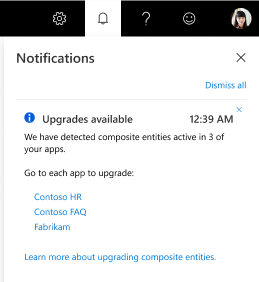 Notifications
Dismiss all
Upgrades available 12:39 AM
We have detected composite entities active in 3 of
your apps.
Go to each app to upgrade:
Contoso HR
Contoso FAQ
Fabrikam
Learn more about upgrading composite entities.